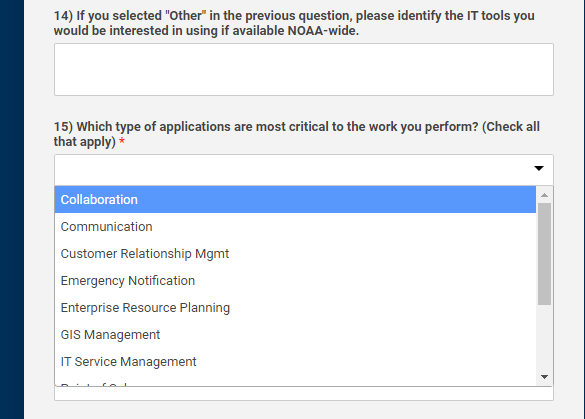 14) If you selected "Other" in the previous question, please identify the IT tools you
would be interested in using if available NOAA-wide.
15) Which type of applications are most critical to the work you perform? (Check all
that apply) *
Collaboration
Communication
Customer Relationship Mgmt
Emergency Notification
Enterprise Resource Planning
GIS Management
IT Service Management